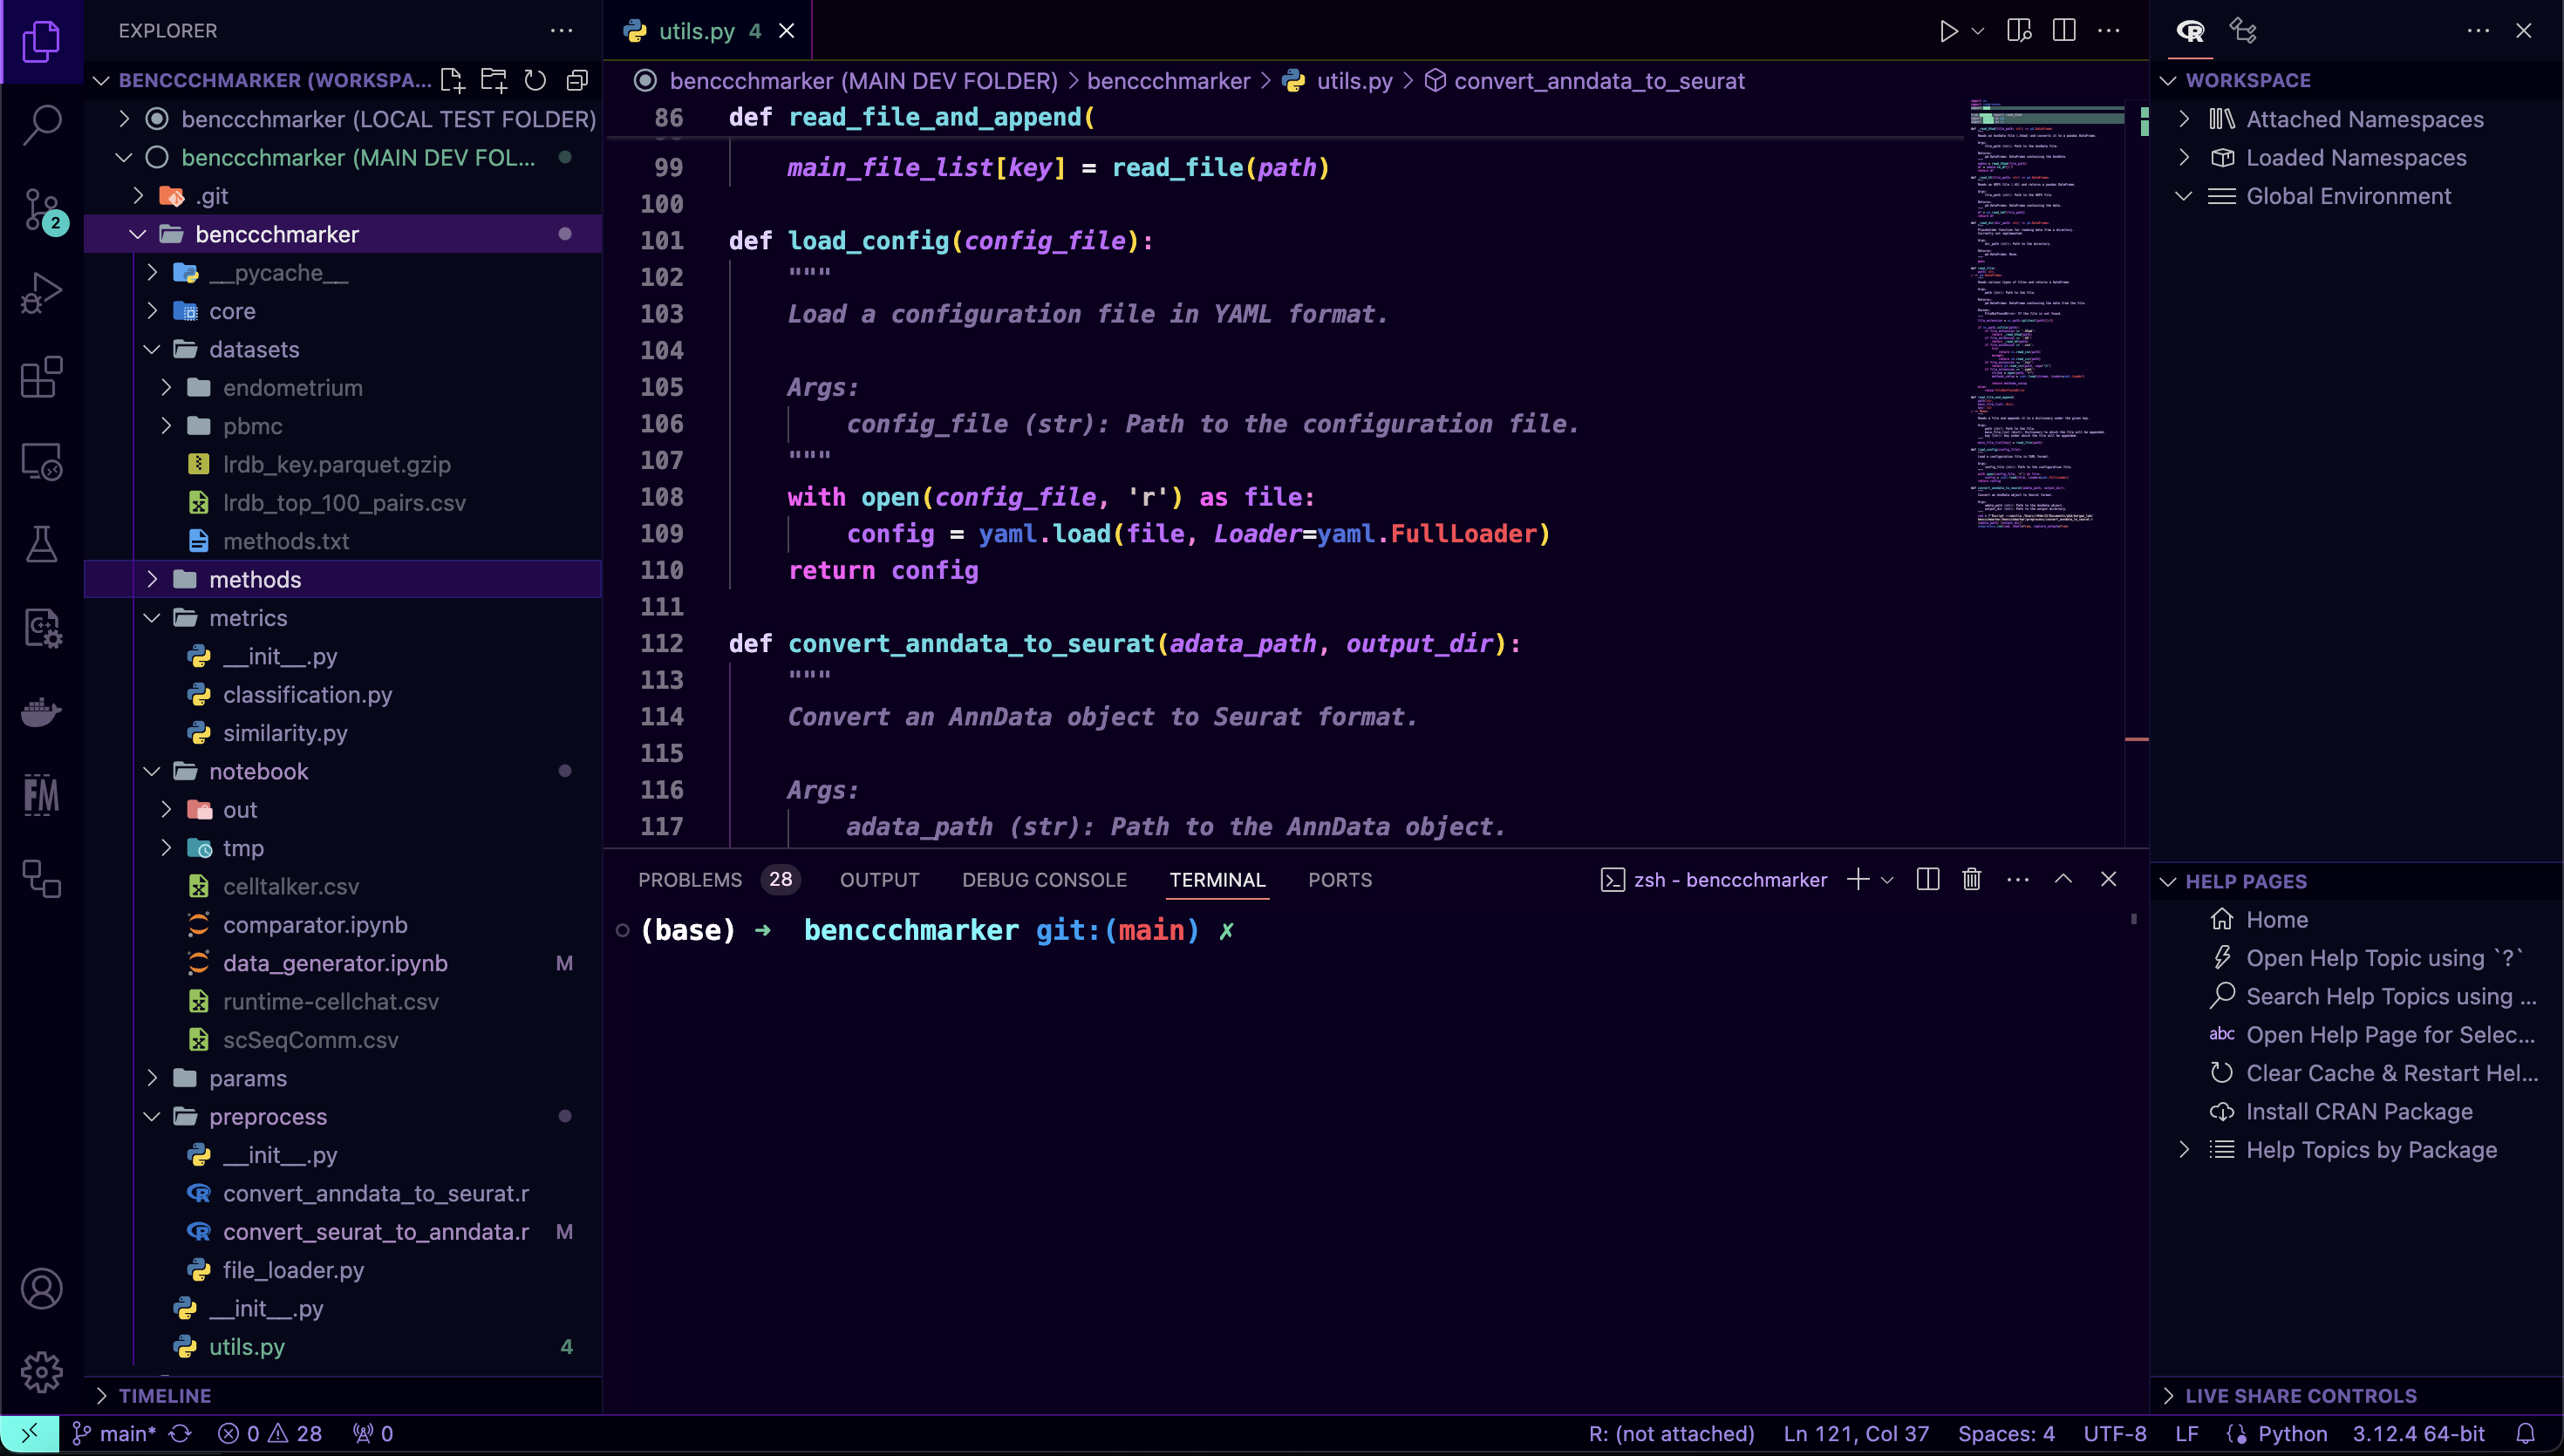 EXPLORER
BENCCCHMARKER (WORKSPA...
benccchmarker (LOCAL TEST FOLDER)
benccchmarker (MAIN DEV FOL...
.git
2
benccchmarker
__pycache__
core
datasets
endometrium
pbmc
lrdb_key.parquet.gzip
lrdb_top_100_pairs.csv
methods.txt
methods
metrics
__init__.py
classification.py
similarity.py
notebook
out
tmp
celltalker.csv
comparator.ipynb
data_generator.ipynb M
runtime-cellchat.csv
scSeqComm.csv
params
preprocess
__init__.py
convert_anndata_to_seurat.r
convert_seurat_to_anndata.r M
file_loader.py
__init__.py
utils.py 4
TIMELINE
FM
utils.py 4
benccchmarker (MAIN DEV FOLDER) > benccchmarker > utils.py > convert_anndata_to_seurat
86 def read_file_and_append(
99 main_file_list[key] = read_file(path)
100
101 def load_config(config_file):
102 """
103 Load a configuration file in YAML format.
104
105 Args:
106 config_file (str): Path to the configuration file.
107 """
108 with open(config_file, 'r') as file:
109 config = yaml.load(file, Loader=yaml.FullLoader)
110 return config
111
112 def convert_anndata_to_seurat(adata_path, output_dir):
113 """
114 Convert an AnnData object to Seurat format.
115
116 Args:
117 adata_path (str): Path to the AnnData object.
PROBLEMS 28 OUTPUT DEBUG CONSOLE TERMINAL PORTS
zsh - benccchmarker
(base) ➜ benccchmarker git:(main) ✗
WORKSPACE
Attached Namespaces
Loaded Namespaces
Global Environment
HELP PAGES
Home
Open Help Topic using `?`
Search Help Topics using ...
abc Open Help Page for Selec...
Clear Cache & Restart Hel...
Install CRAN Package
Help Topics by Package
LIVE SHARE CONTROLS
main* 0 28 0
R: (not attached) Ln 121, Col 37 Spaces: 4 UTF-8 LF Python 3.12.4 64-bit